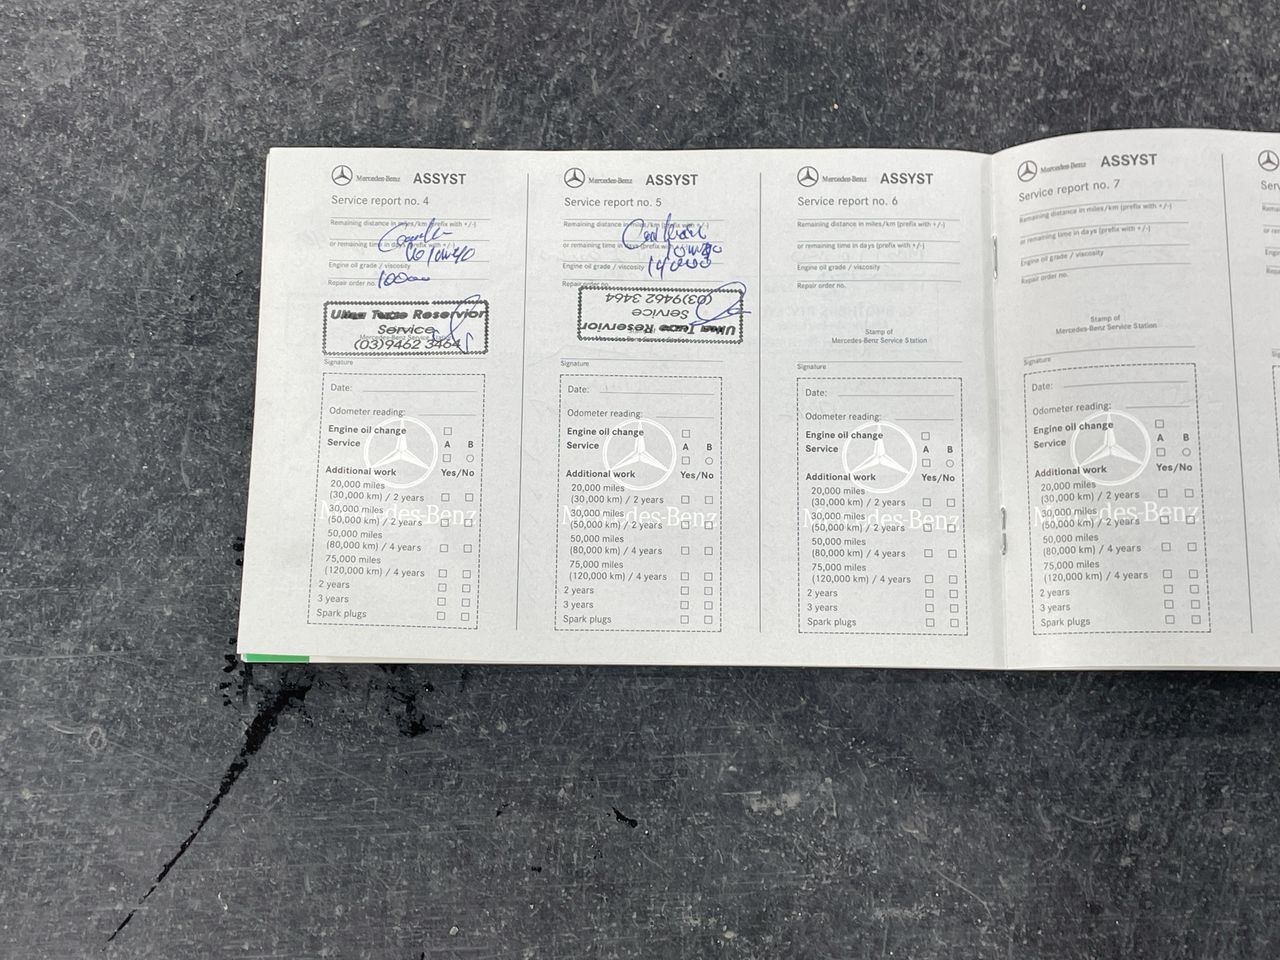 Mercedes-Benz ASSYST
Service report no. 4
Remaining distance in miles/km (prefix with +/-)
or remaining time in days (prefix with +/-)
Engine oil grade / viscosity
Repair order no. 100000
Reservior
Service
(03)9462 3464
Signature
Date:
Odometer reading:
Engine oil change
Service A B
Additional work Yes/No
20,000 miles
(30,000 km) / 2 years
30,000 miles
(50,000 km) / 2 years
50,000 miles
(80,000 km) / 4 years
75,000 miles
(120,000 km) / 4 years
2 years
3 years
Spark plugs
Mercedes-Benz
Mercedes-Benz ASSYST
Service report no. 5
Remaining distance in miles/km (prefix with +/-)
or remaining time in days (prefix with +/-)
Engine oil grade / viscosity
Repair order no.
Reservior
Service
(03)9462 3464
Signature
Date:
Odometer reading:
Engine oil change
Service A B
Additional work Yes/No
20,000 miles
(30,000 km) / 2 years
30,000 miles
(50,000 km) / 2 years
50,000 miles
(80,000 km) / 4 years
75,000 miles
(120,000 km) / 4 years
2 years
3 years
Spark plugs
Mercedes-Benz
Mercedes-Benz ASSYST
Service report no. 6
Remaining distance in miles/km (prefix with +/-)
or remaining time in days (prefix with +/-)
Engine oil grade / viscosity
Repair order no.
Stamp of
Mercedes-Benz Service Station
Signature
Date:
Odometer reading:
Engine oil change
Service A B
Additional work Yes/No
20,000 miles
(30,000 km) / 2 years
30,000 miles
(50,000 km) / 2 years
50,000 miles
(80,000 km) / 4 years
75,000 miles
(120,000 km) / 4 years
2 years
3 years
Spark plugs
Mercedes-Benz
Mercedes-Benz ASSYST
Service report no. 7
Remaining distance in miles/km (prefix with +/-)
or remaining time in days (prefix with +/-)
Engine oil grade / viscosity
Repair order no.
Stamp of
Mercedes-Benz Service Station
Signature
Date:
Odometer reading:
Engine oil change
Service A B
Additional work Yes/No
20,000 miles
(30,000 km) / 2 years
30,000 miles
(50,000 km) / 2 years
50,000 miles
(80,000 km) / 4 years
75,000 miles
(120,000 km) / 4 years
2 years
3 years
Spark plugs
Mercedes-Benz